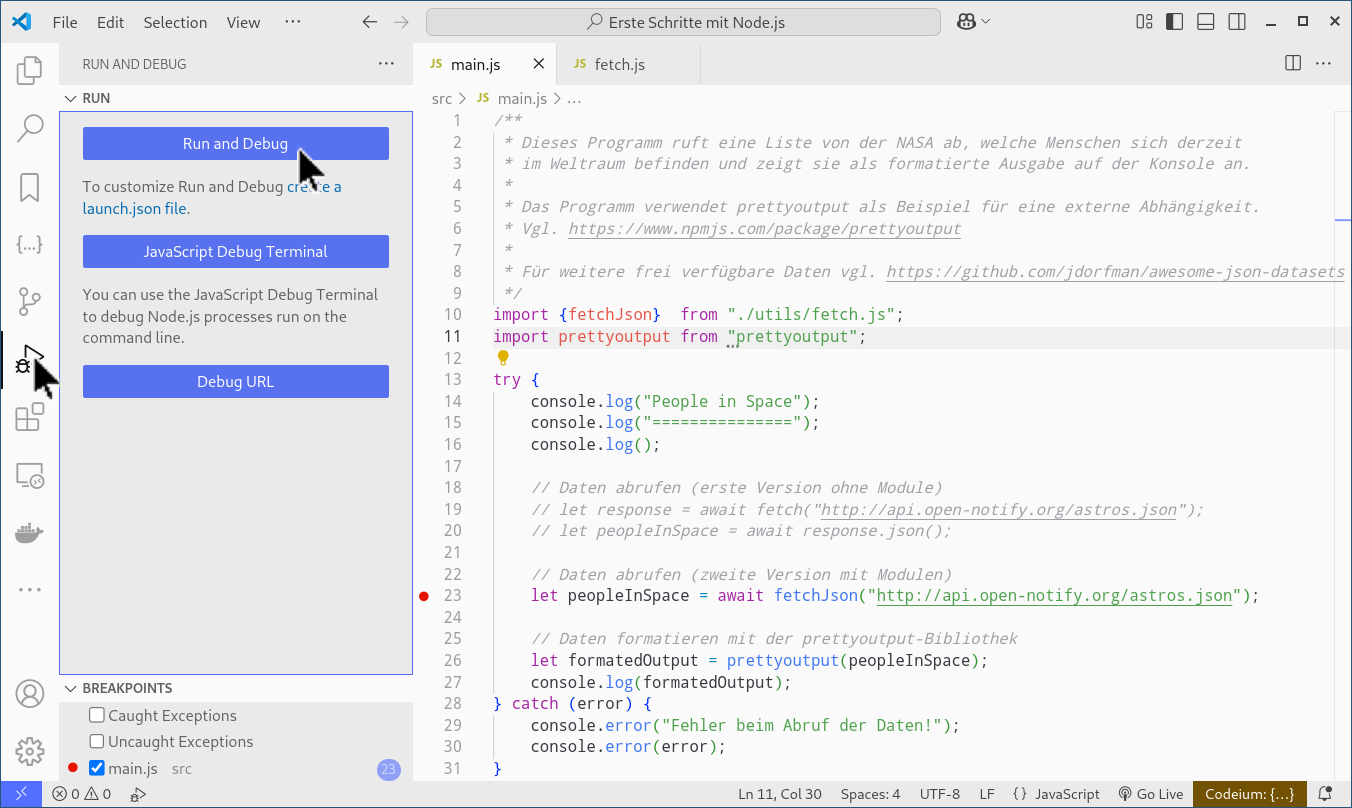 File Edit Selection View ··· Erste Schritte mit Node.js
RUN AND DEBUG ···
RUN
Run and Debug
To customize Run and Debug create a
launch.json file.
JavaScript Debug Terminal
You can use the JavaScript Debug Terminal
to debug Node.js processes run on the
command line.
Debug URL
BREAKPOINTS
Caught Exceptions
Uncaught Exceptions
main.js src 23
JS main.js JS fetch.js ···
src > JS main.js > ...
1 /**
2 * Dieses Programm ruft eine Liste von der NASA ab, welche Menschen sich derzeit
3 * im Weltraum befinden und zeigt sie als formatierte Ausgabe auf der Konsole an.
4 *
5 * Das Programm verwendet prettyoutput als Beispiel für eine externe Abhängigkeit.
6 * Vgl. https://www.npmjs.com/package/prettyoutput
7 *
8 * Für weitere frei verfügbare Daten vgl. https://github.com/jdorfman/awesome-json-datasets
9 */
10 import {fetchJson}  from "./utils/fetch.js";
11 import prettyoutput from "prettyoutput";
12
13 try {
14     console.log("People in Space");
15     console.log("===============");
16     console.log();
17
18     // Daten abrufen (erste Version ohne Module)
19     // let response = await fetch("http://api.open-notify.org/astros.json");
20     // let peopleInSpace = await response.json();
21
22     // Daten abrufen (zweite Version mit Modulen)
23     let peopleInSpace = await fetchJson("http://api.open-notify.org/astros.json");
24
25     // Daten formatieren mit der prettyoutput-Bibliothek
26     let formatedOutput = prettyoutput(peopleInSpace);
27     console.log(formatedOutput);
28 } catch (error) {
29     console.error("Fehler beim Abruf der Daten!");
30     console.error(error);
31 }
0 0 Ln 11, Col 30 Spaces: 4 UTF-8 LF {} JavaScript Go Live Codeium: {...}